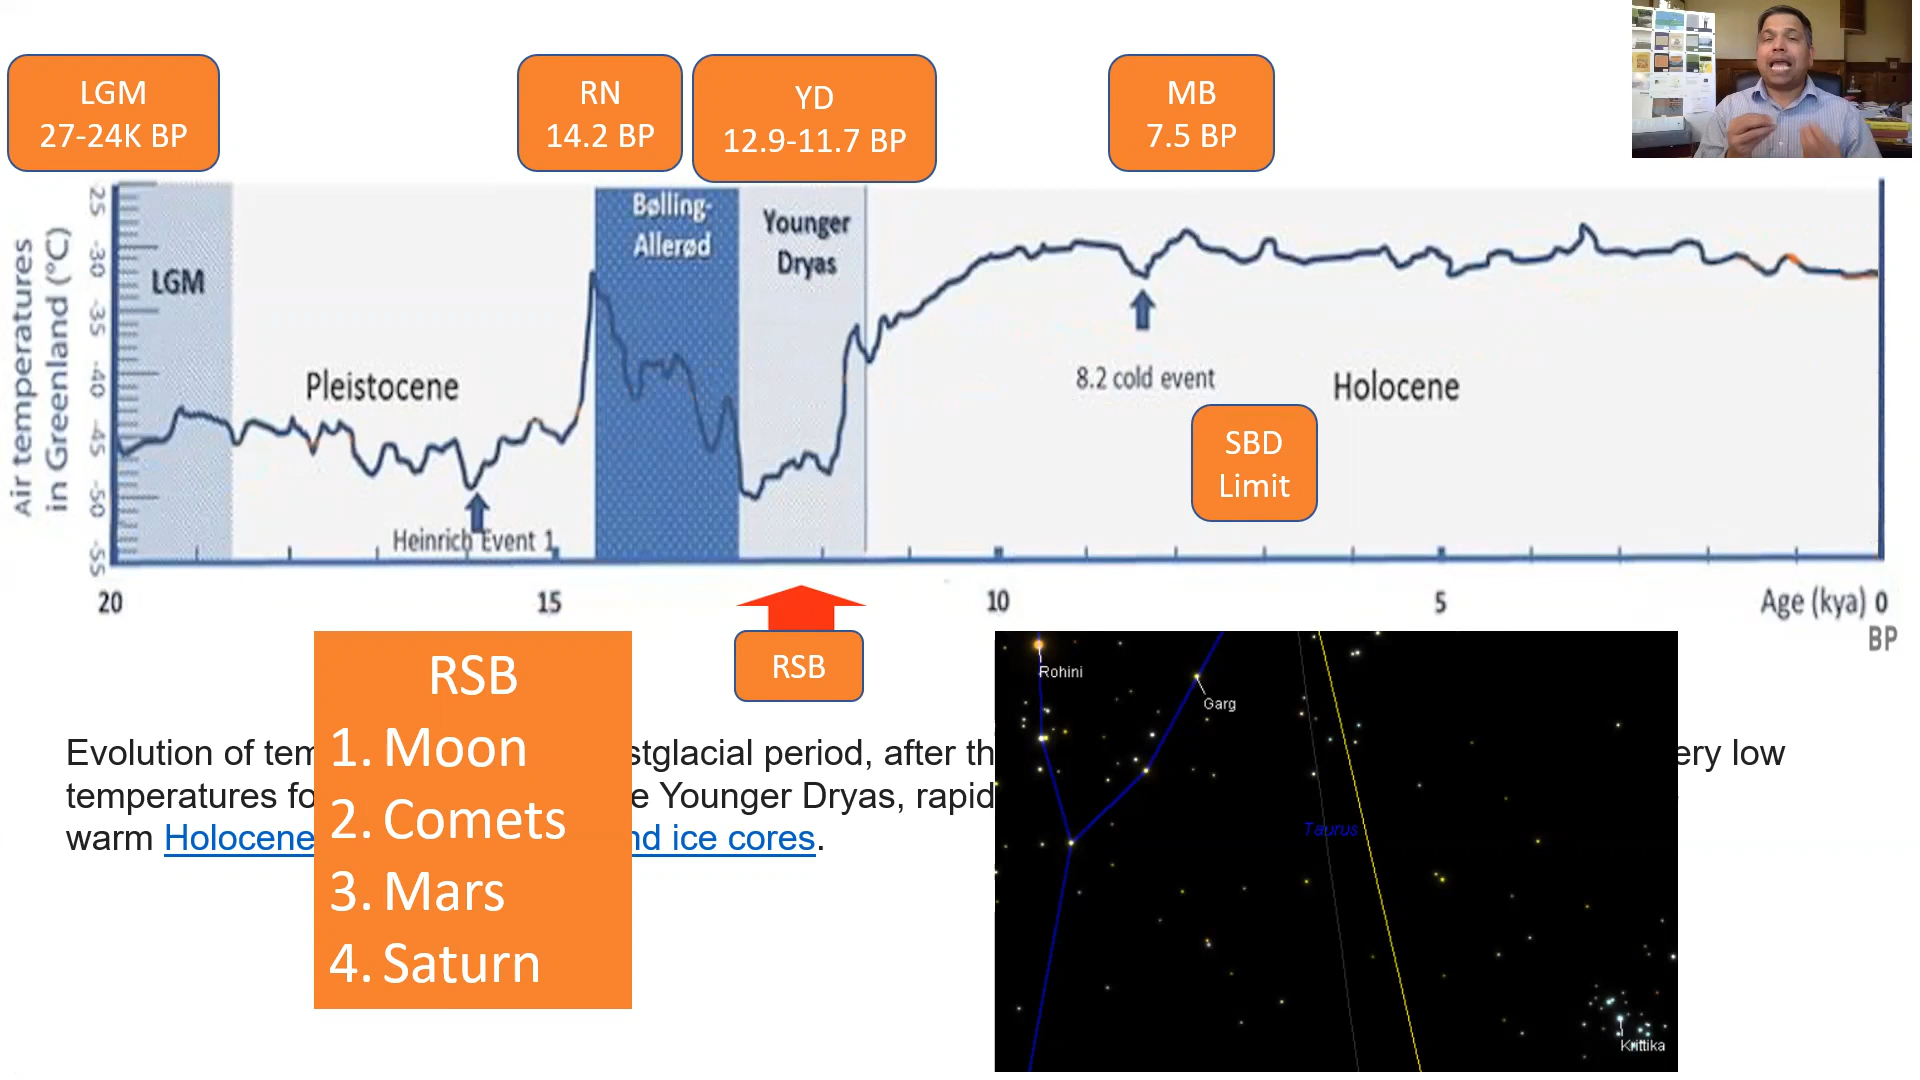 LGM
27-24K BP
RN
14.2 BP
YD
12.9-11.7 BP
MB
7.5 BP
Air temperatures
in Greenland (°C)
25
-30
-35
-40
-45
-50
-55
LGM
Pleistocene
Heinrich Event 1
Bølling-
Allerød
Younger
Dryas
8.2 cold event
Holocene
SBD
Limit
20
15
10
5
Age (kya) 0
BP
RSB
RSB
1. Moon
2. Comets
3. Mars
4. Saturn
Evolution of tem stglacial period, after th ery low
temperatures fo e Younger Dryas, rapid
warm Holocene nd ice cores.
Rohini
Garg
Taurus
Krittika